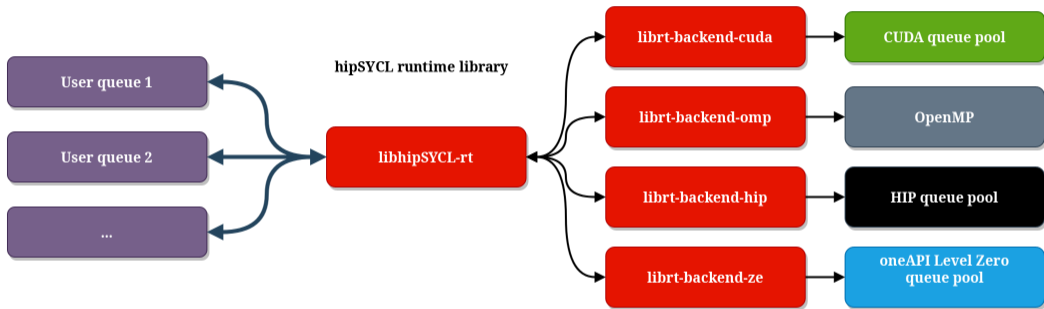 User queue 1
User queue 2
...
hipSYCL runtime library
libhipSYCL-rt
librt-backend-cuda
librt-backend-omp
librt-backend-hip
librt-backend-ze
CUDA queue pool
OpenMP
HIP queue pool
oneAPI Level Zero
queue pool